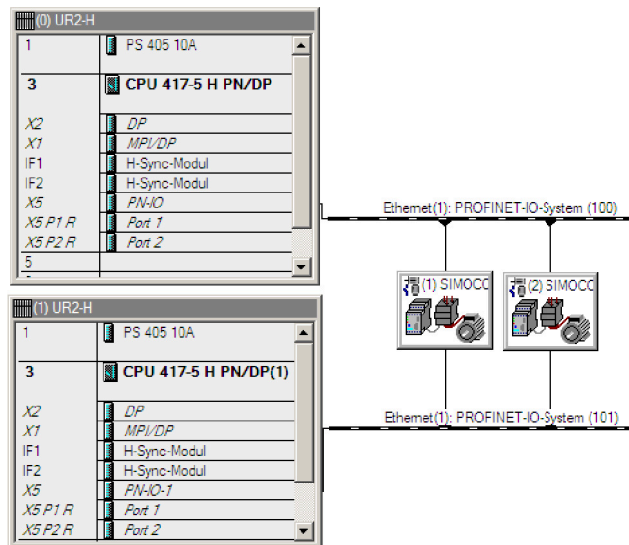 (0) UR2-H
1 PS 405 10A
3 CPU 417-5 H PN/DP
X2 DP
X1 MPI/DP
IF1 H-Sync-Modul
IF2 H-Sync-Modul
X5 PN-IO
X5 P1 R Port 1
X5 P2 R Port 2
5
Ethernet(1): PROFINET-IO-System (100)
(1) SIMOCC
(2) SIMOCC
(1) UR2-H
1 PS 405 10A
3 CPU 417-5 H PN/DP(1)
X2 DP
X1 MPI/DP
IF1 H-Sync-Modul
IF2 H-Sync-Modul
X5 PN-IO-1
X5 P1 R Port 1
X5 P2 R Port 2
Ethernet(1): PROFINET-IO-System (101)